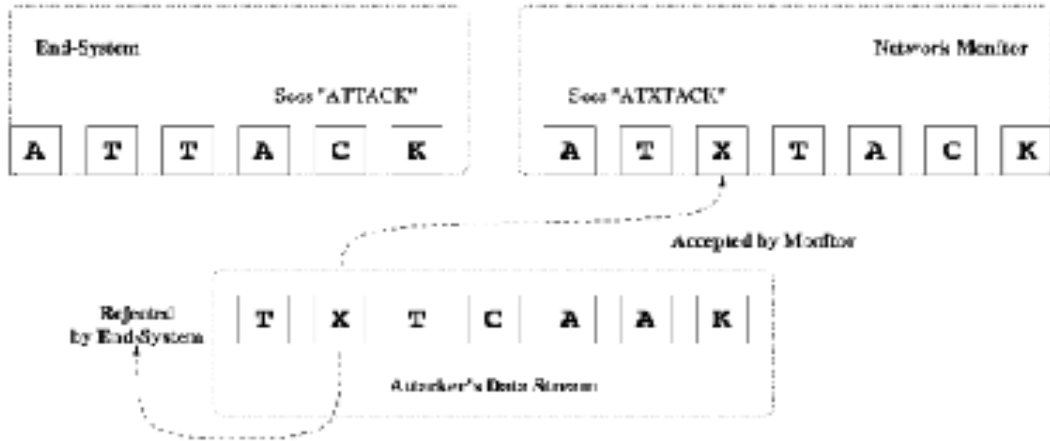 End-System
Network Monitor
Sees "ATTACK"
Sees "ATXTACK"
A T T A C K
A T X T A C K
Accepted by Monitor
Rejected
by End-System
T X T C A A K
Attacker's Data Stream